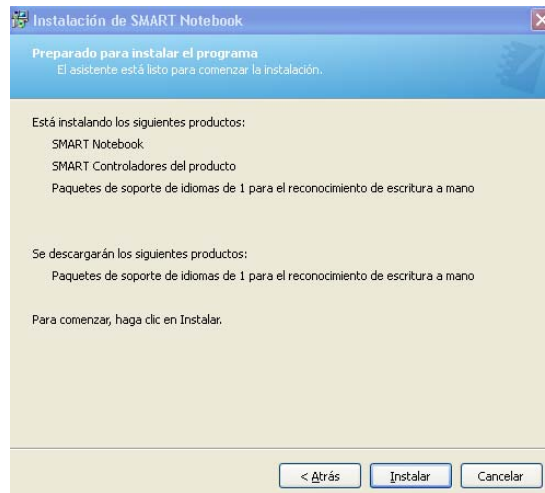 Instalación de SMART Notebook
Preparado para instalar el programa
El asistente está listo para comenzar la instalación.
Está instalando los siguientes productos:
SMART Notebook
SMART Controladores del producto
Paquetes de soporte de idiomas de 1 para el reconocimiento de escritura a mano
Se descargarán los siguientes productos:
Paquetes de soporte de idiomas de 1 para el reconocimiento de escritura a mano
Para comenzar, haga clic en Instalar.
< Atrás Instalar Cancelar